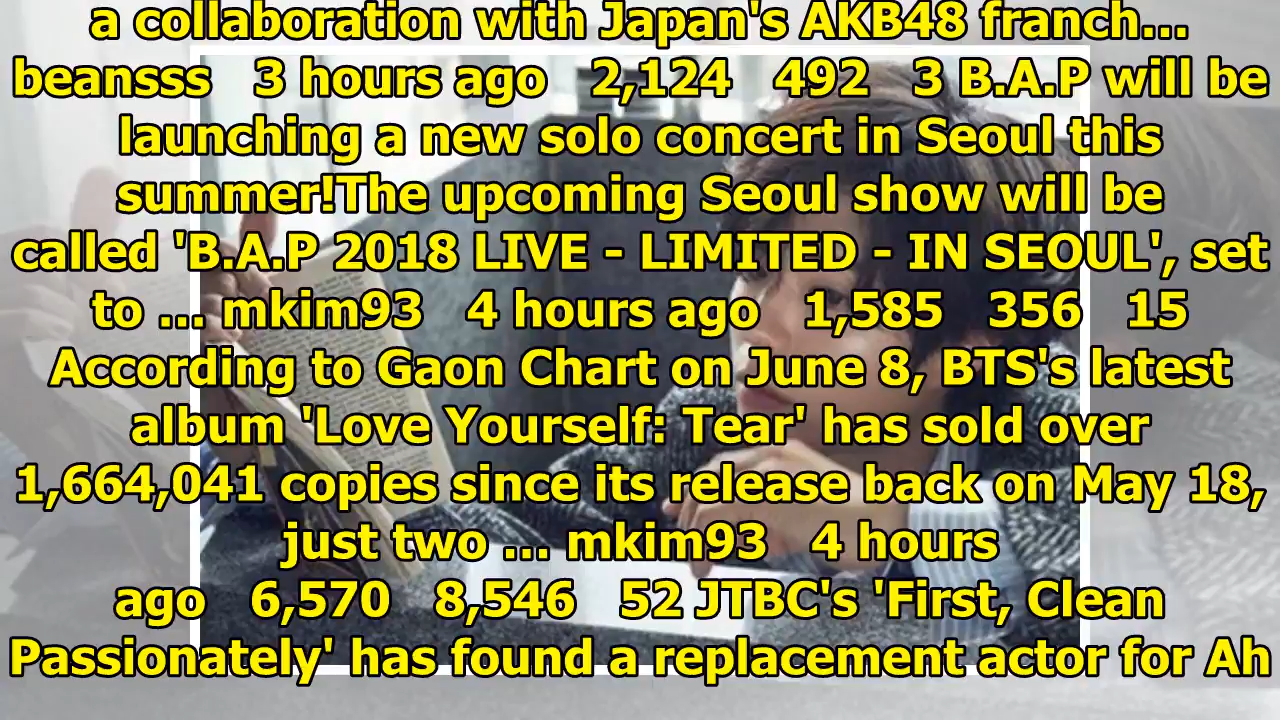 a collaboration with Japan's AKB48 franch...
beansss 3 hours ago 2,124 492 3 B.A.P will be
launching a new solo concert in Seoul this
summer!The upcoming Seoul show will be
called 'B.A.P 2018 LIVE - LIMITED - IN SEOUL', set
to ... mkim93 4 hours ago 1,585 356 15
According to Gaon Chart on June 8, BTS's latest
album 'Love Yourself: Tear' has sold over
1,664,041 copies since its release back on May 18,
just two ... mkim93 4 hours
ago 6,570 8,546 52 JTBC's 'First, Clean
Passionately' has found a replacement actor for Ah